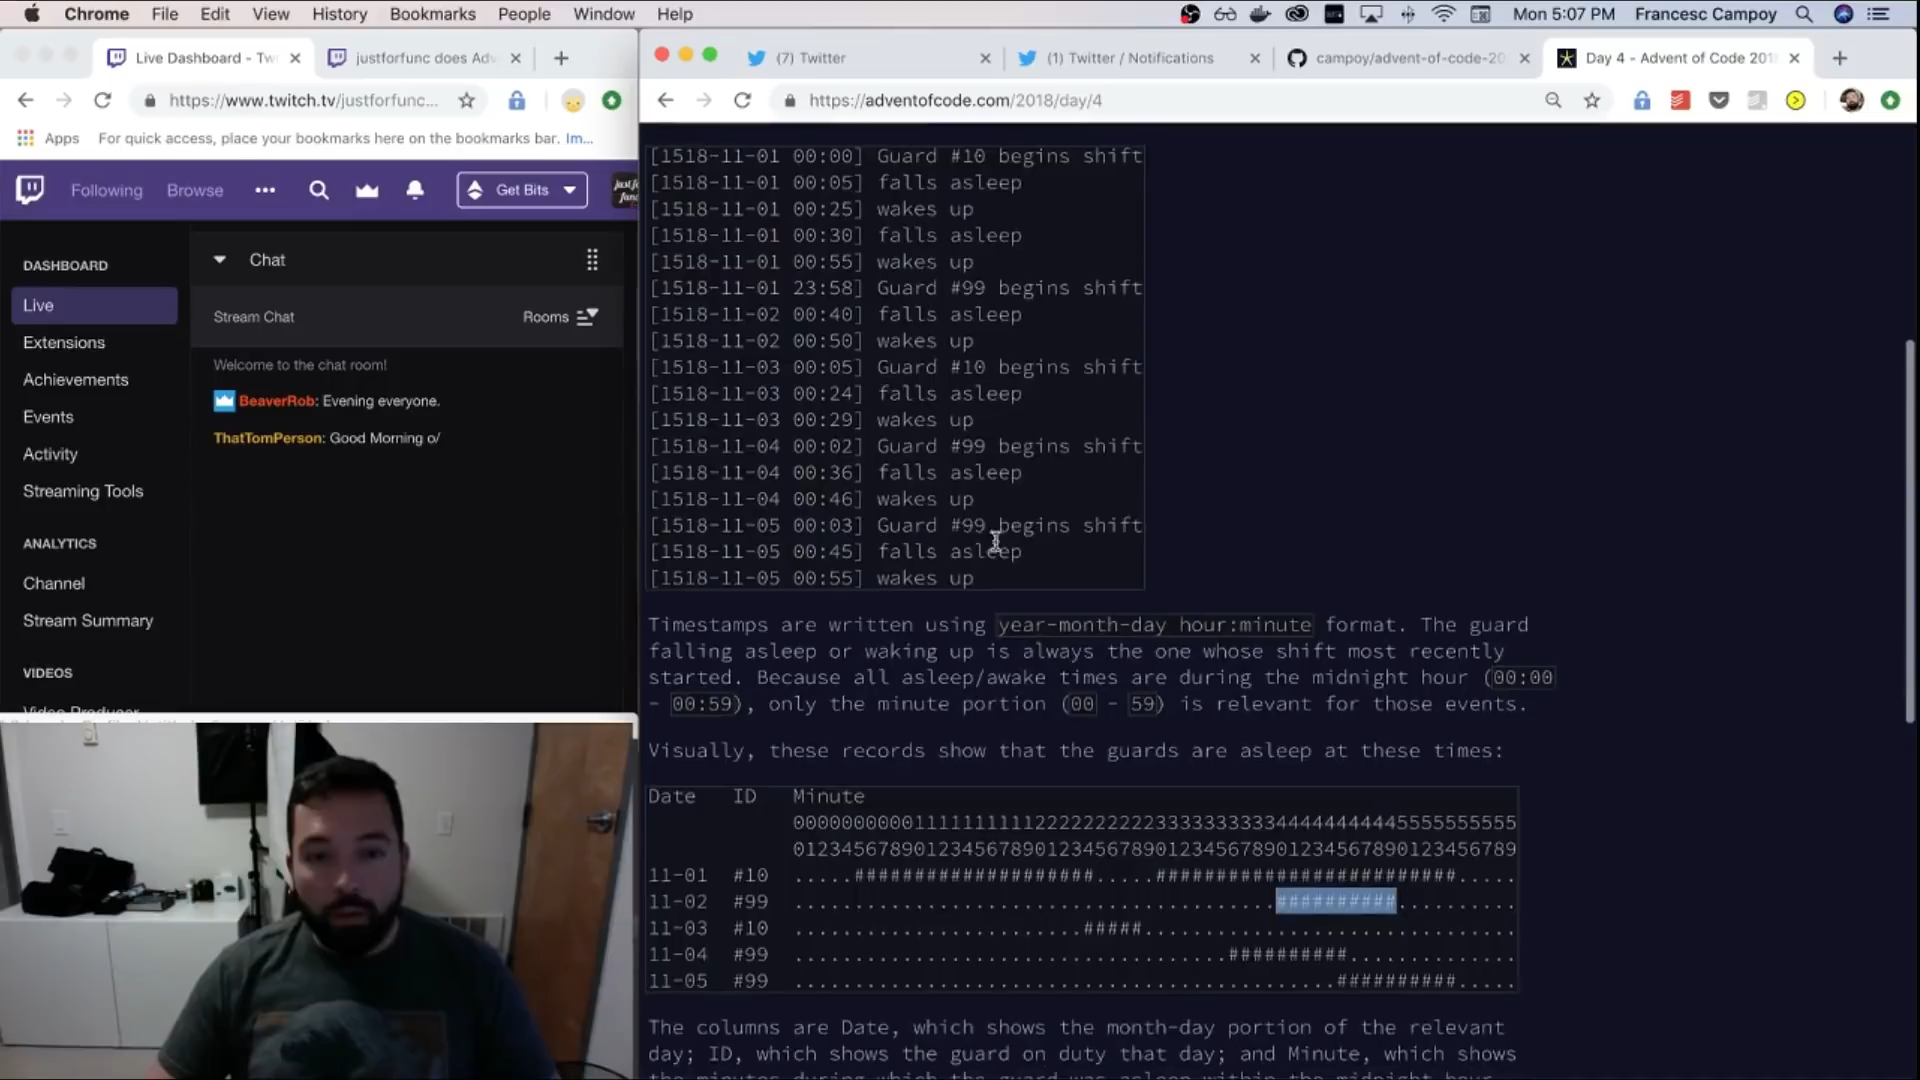 Chrome File Edit View History Bookmarks People Window Help Mon 5:07 PM Francesc Campoy
Live Dashboard - Tw
justforfunc does Adv
https://www.twitch.tv/justforfunc...
Apps For quick access, place your bookmarks here on the bookmarks bar. Im...
Following Browse ... Get Bits
DASHBOARD
Live
Extensions
Achievements
Events
Activity
Streaming Tools
ANALYTICS
Channel
Stream Summary
VIDEOS
Video Producer
Chat
Stream Chat Rooms
Welcome to the chat room!
BeaverRob: Evening everyone.
ThatTomPerson: Good Morning o/
(7) Twitter
(1) Twitter / Notifications
campoy/advent-of-code-20
Day 4 - Advent of Code 201
https://adventofcode.com/2018/day/4
[1518-11-01 00:00] Guard #10 begins shift
[1518-11-01 00:05] falls asleep
[1518-11-01 00:25] wakes up
[1518-11-01 00:30] falls asleep
[1518-11-01 00:55] wakes up
[1518-11-01 23:58] Guard #99 begins shift
[1518-11-02 00:40] falls asleep
[1518-11-02 00:50] wakes up
[1518-11-03 00:05] Guard #10 begins shift
[1518-11-03 00:24] falls asleep
[1518-11-03 00:29] wakes up
[1518-11-04 00:02] Guard #99 begins shift
[1518-11-04 00:36] falls asleep
[1518-11-04 00:46] wakes up
[1518-11-05 00:03] Guard #99 begins shift
[1518-11-05 00:45] falls asleep
[1518-11-05 00:55] wakes up
Timestamps are written using year-month-day hour:minute format. The guard
falling asleep or waking up is always the one whose shift most recently
started. Because all asleep/awake times are during the midnight hour (00:00
- 00:59), only the minute portion (00 - 59) is relevant for those events.
Visually, these records show that the guards are asleep at these times:
Date ID Minute
000000000011111111112222222222333333333344444444445555555555
012345678901234567890123456789012345678901234567890123456789
11-01 #10 .....####################.....#########################.....
11-02 #99 ........................................##########..........
11-03 #10 ........................#####...............................
11-04 #99 ....................................##########..............
11-05 #99 .............................................##########.....
The columns are Date, which shows the month-day portion of the relevant
day; ID, which shows the guard on duty that day; and Minute, which shows
the minutes during which the guard was asleep within the midnight hour.